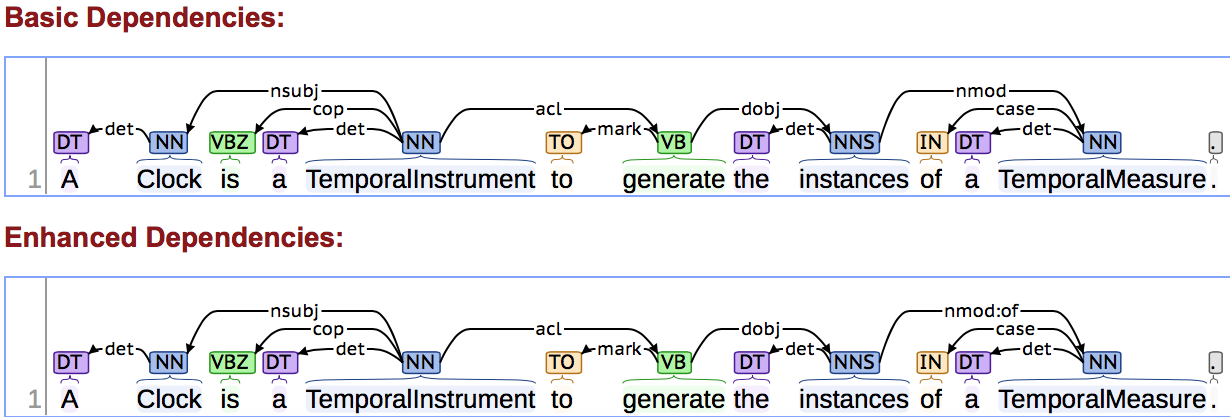 Basic Dependencies:
nsubj nmod
cop acl dobj case
det det mark det det
DT NN VBZ DT NN TO VB DT NNS IN DT NN .
1 A Clock is a TemporalInstrument to generate the instances of a TemporalMeasure.
Enhanced Dependencies:
nsubj nmod:of
cop acl dobj case
det det mark det det
DT NN VBZ DT NN TO VB DT NNS IN DT NN .
1 A Clock is a TemporalInstrument to generate the instances of a TemporalMeasure.